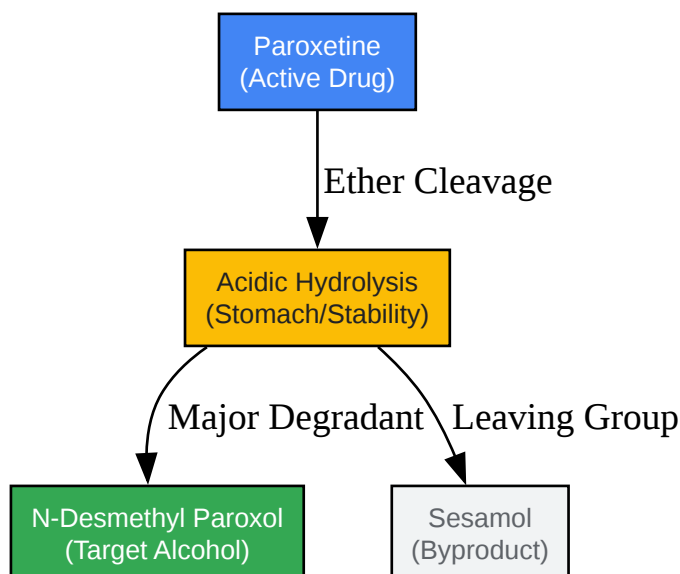 Paroxetine
(Active Drug)
Ether Cleavage
Acidic Hydrolysis
(Stomach/Stability)
Major Degradant
Leaving Group
N-Desmethyl Paroxol
(Target Alcohol)
Sesamol
(Byproduct)